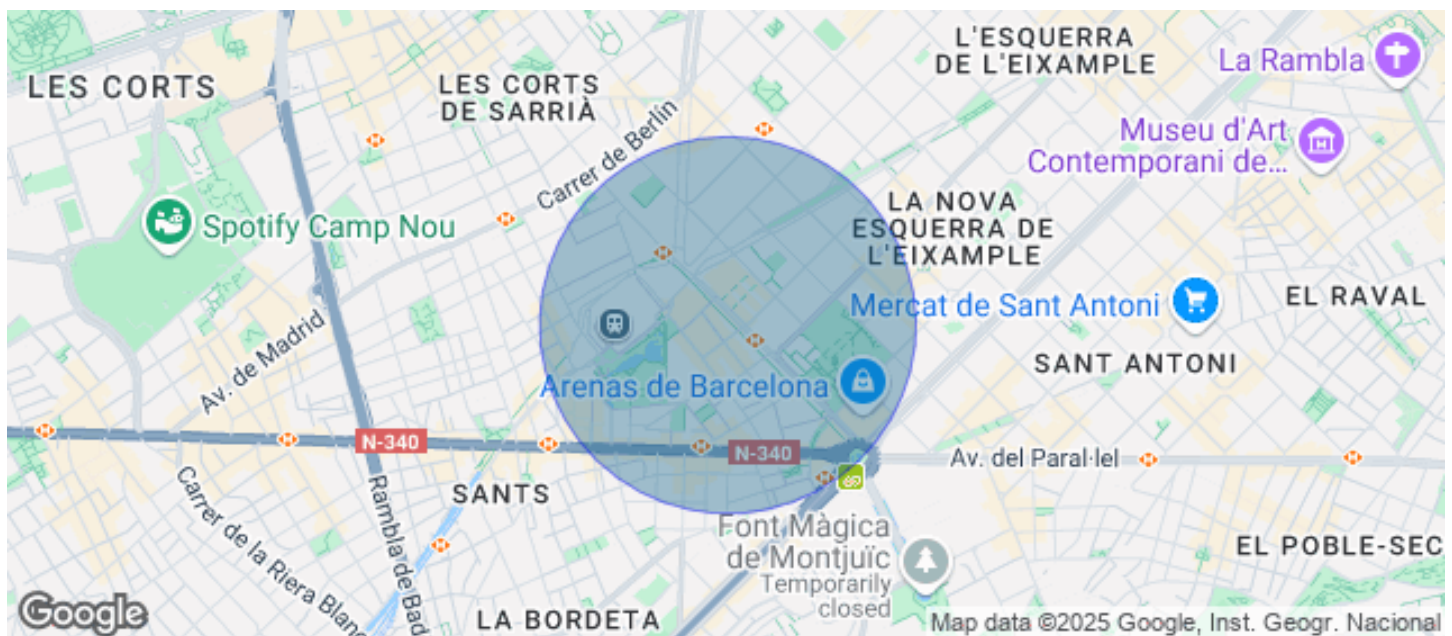 L'ESQUERRA
DE L'EIXAMPLE
La Rambla
LES CORTS
LES CORTS
DE SARRIÀ
Museu d'Art
Contemporani de...
Carrer de Berlín
Spotify Camp Nou
LA NOVA
ESQUERRA DE
L'EIXAMPLE
Mercat de Sant Antoni
EL RAVAL
Av. de Madrid
SANT ANTONI
Arenas de Barcelona
N-340
N-340
Av. del Paral·lel
SANTS
Carrer de la Riera Blanc
Rambla de Bad
Font Màgica
de Montjuïc
Temporarily
closed
EL POBLE-SEC
LA BORDETA
Google
Map data ©2025 Google, Inst. Geogr. Nacional